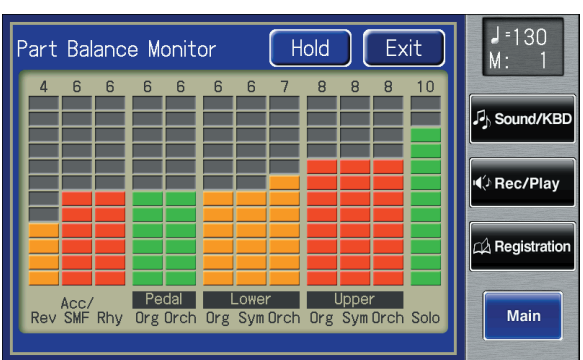 Part Balance Monitor
Hold
Exit
♩=130
M: 1
4 6 6 6 6 6 6 7 8 8 8 10
Sound/KBD
Rec/Play
Registration
Main
Acc/ Pedal Lower Upper
Rev SMF Rhy Org Orch Org Sym Orch Org Sym Orch Solo